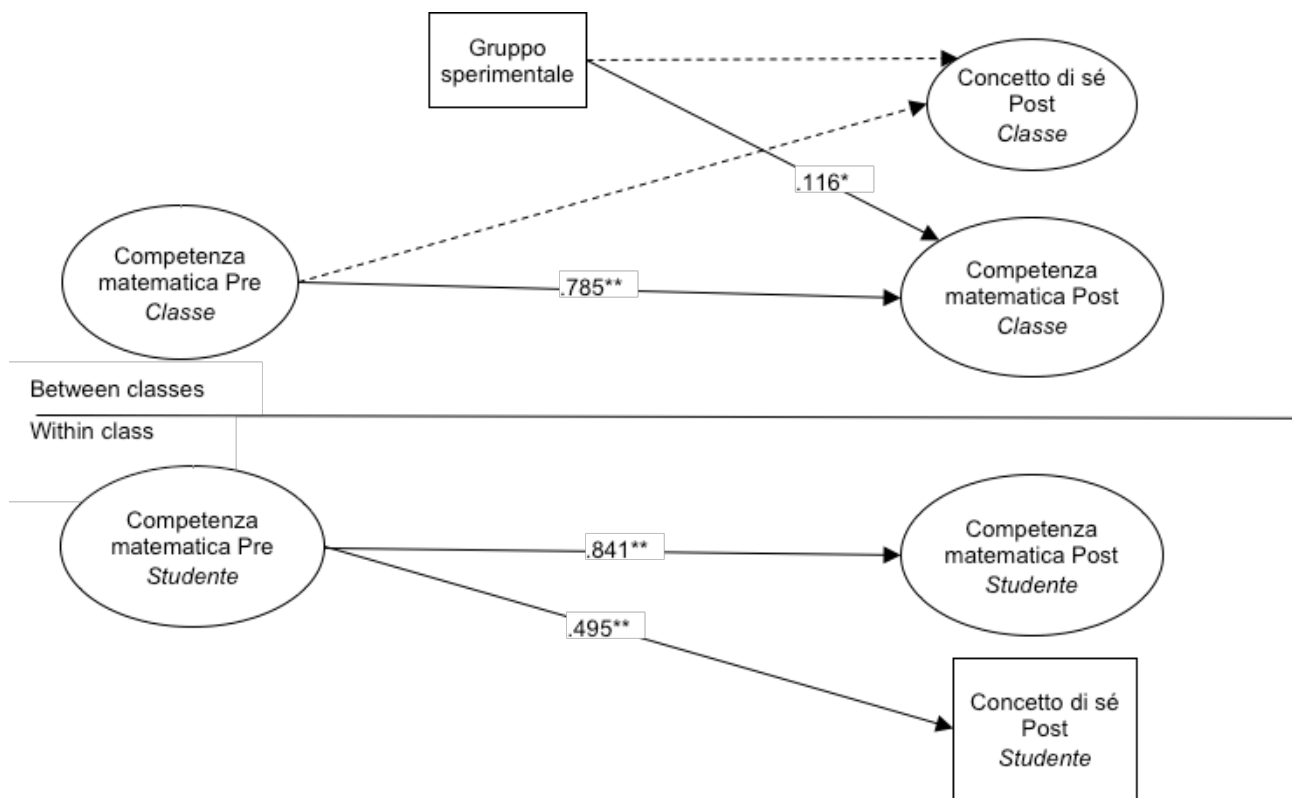 Gruppo
sperimentale
Concetto di sé
Post
Classe
.116*
Competenza
matematica Pre
Classe
.785**
Competenza
matematica Post
Classe
Between classes
Within class
Competenza
matematica Pre
Studente
.841**
Competenza
matematica Post
Studente
.495**
Concetto di sé
Post
Studente